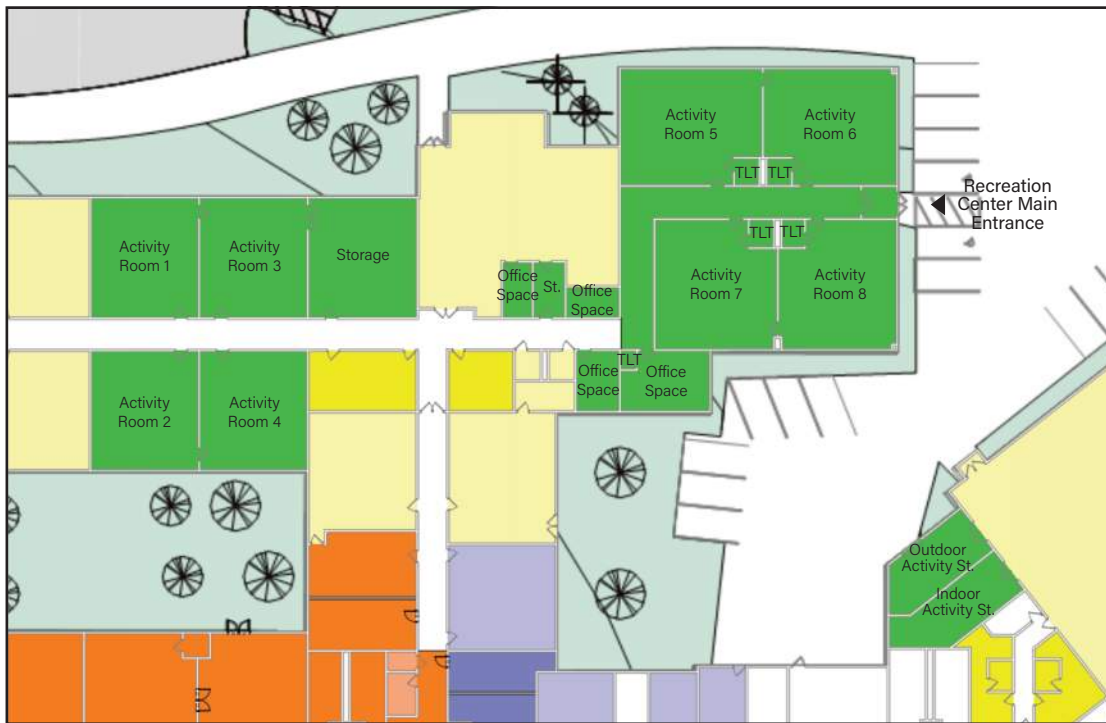 Activity
Room 5
Activity
Room 6
TLT
TLT
Recreation
Center Main
Entrance
TLT
TLT
Activity
Room 1
Activity
Room 3
Storage
Activity
Room 7
Activity
Room 8
Office
Space
St.
Office
Space
TLT
Office
Space
Office
Space
Activity
Room 2
Activity
Room 4
Outdoor
Activity St.
Indoor
Activity St.